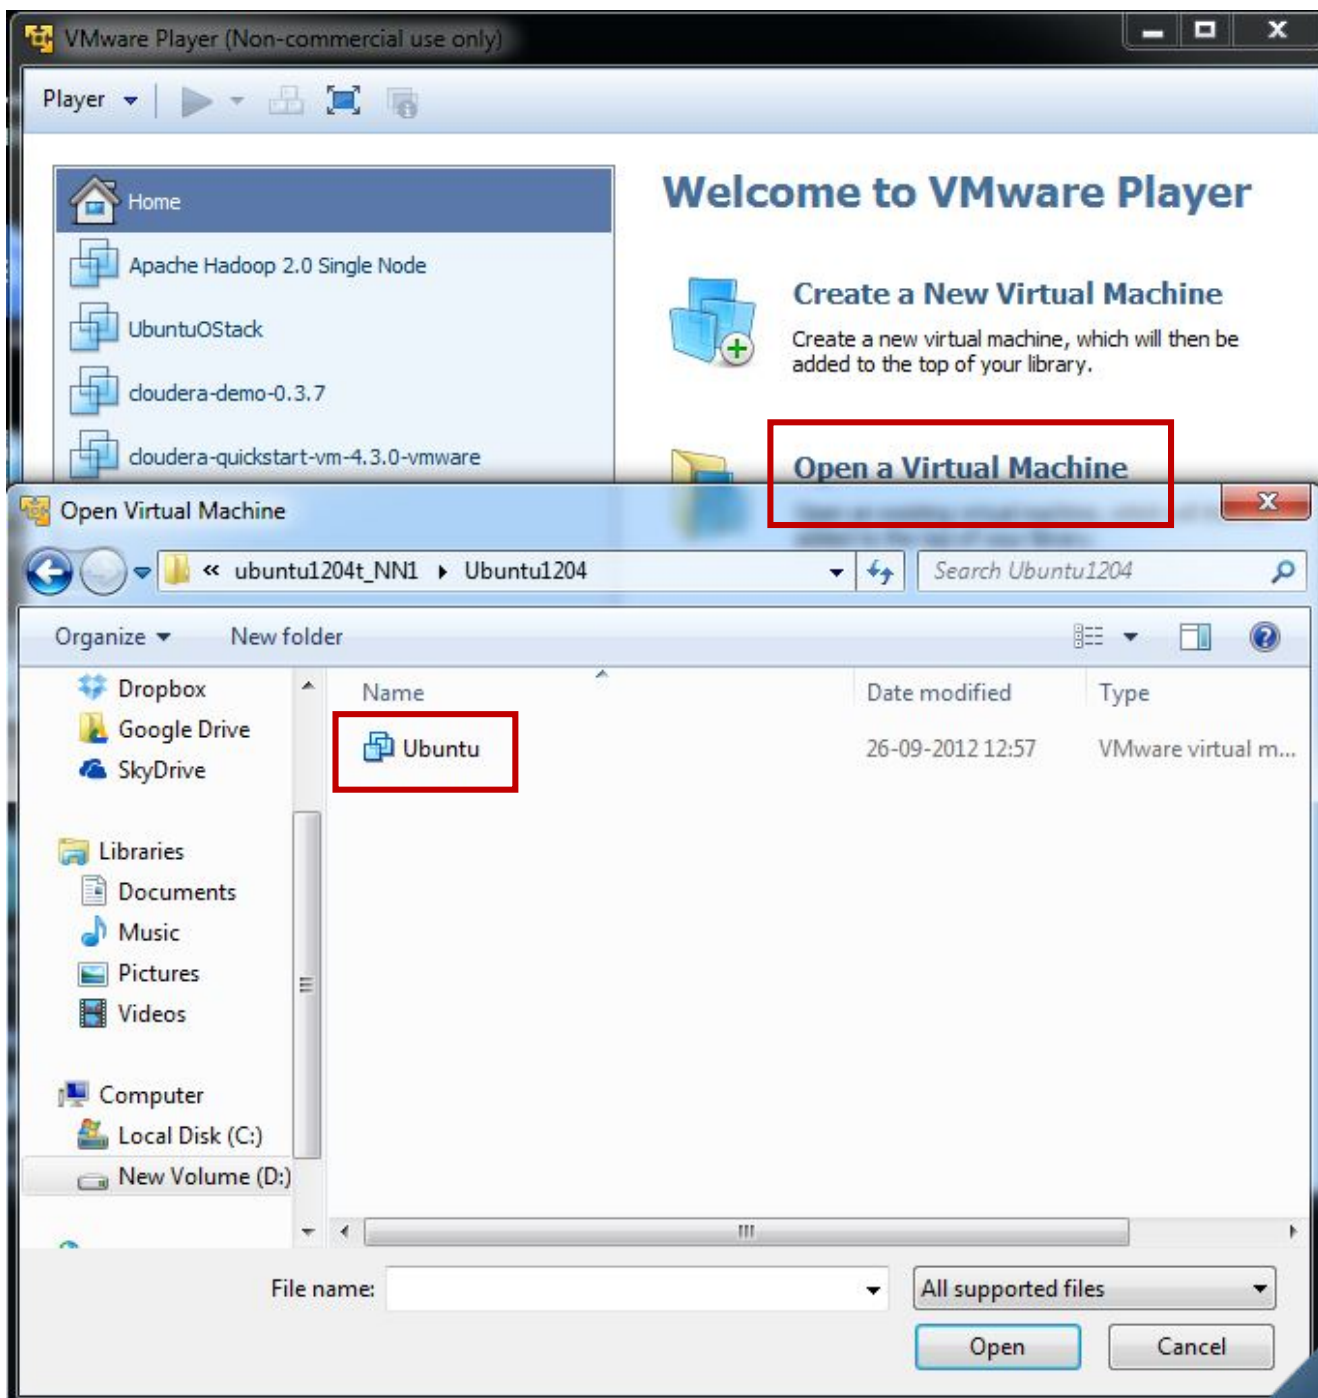 VMware Player (Non-commercial use only)
Player
Home
Apache Hadoop 2.0 Single Node
UbuntuOStack
cloudera-demo-0.3.7
cloudera-quickstart-vm-4.3.0-vmware
Welcome to VMware Player
Create a New Virtual Machine
Create a new virtual machine, which will then be
added to the top of your library.
Open a Virtual Machine
Open Virtual Machine
« ubuntu1204t_NN1 Ubuntu1204
Search Ubuntu1204
Organize New folder
Dropbox
Google Drive
SkyDrive
Libraries
Documents
Music
Pictures
Videos
Computer
Local Disk (C:)
New Volume (D:)
Name Date modified Type
Ubuntu 26-09-2012 12:57 VMware virtual m...
File name:
All supported files
Open Cancel